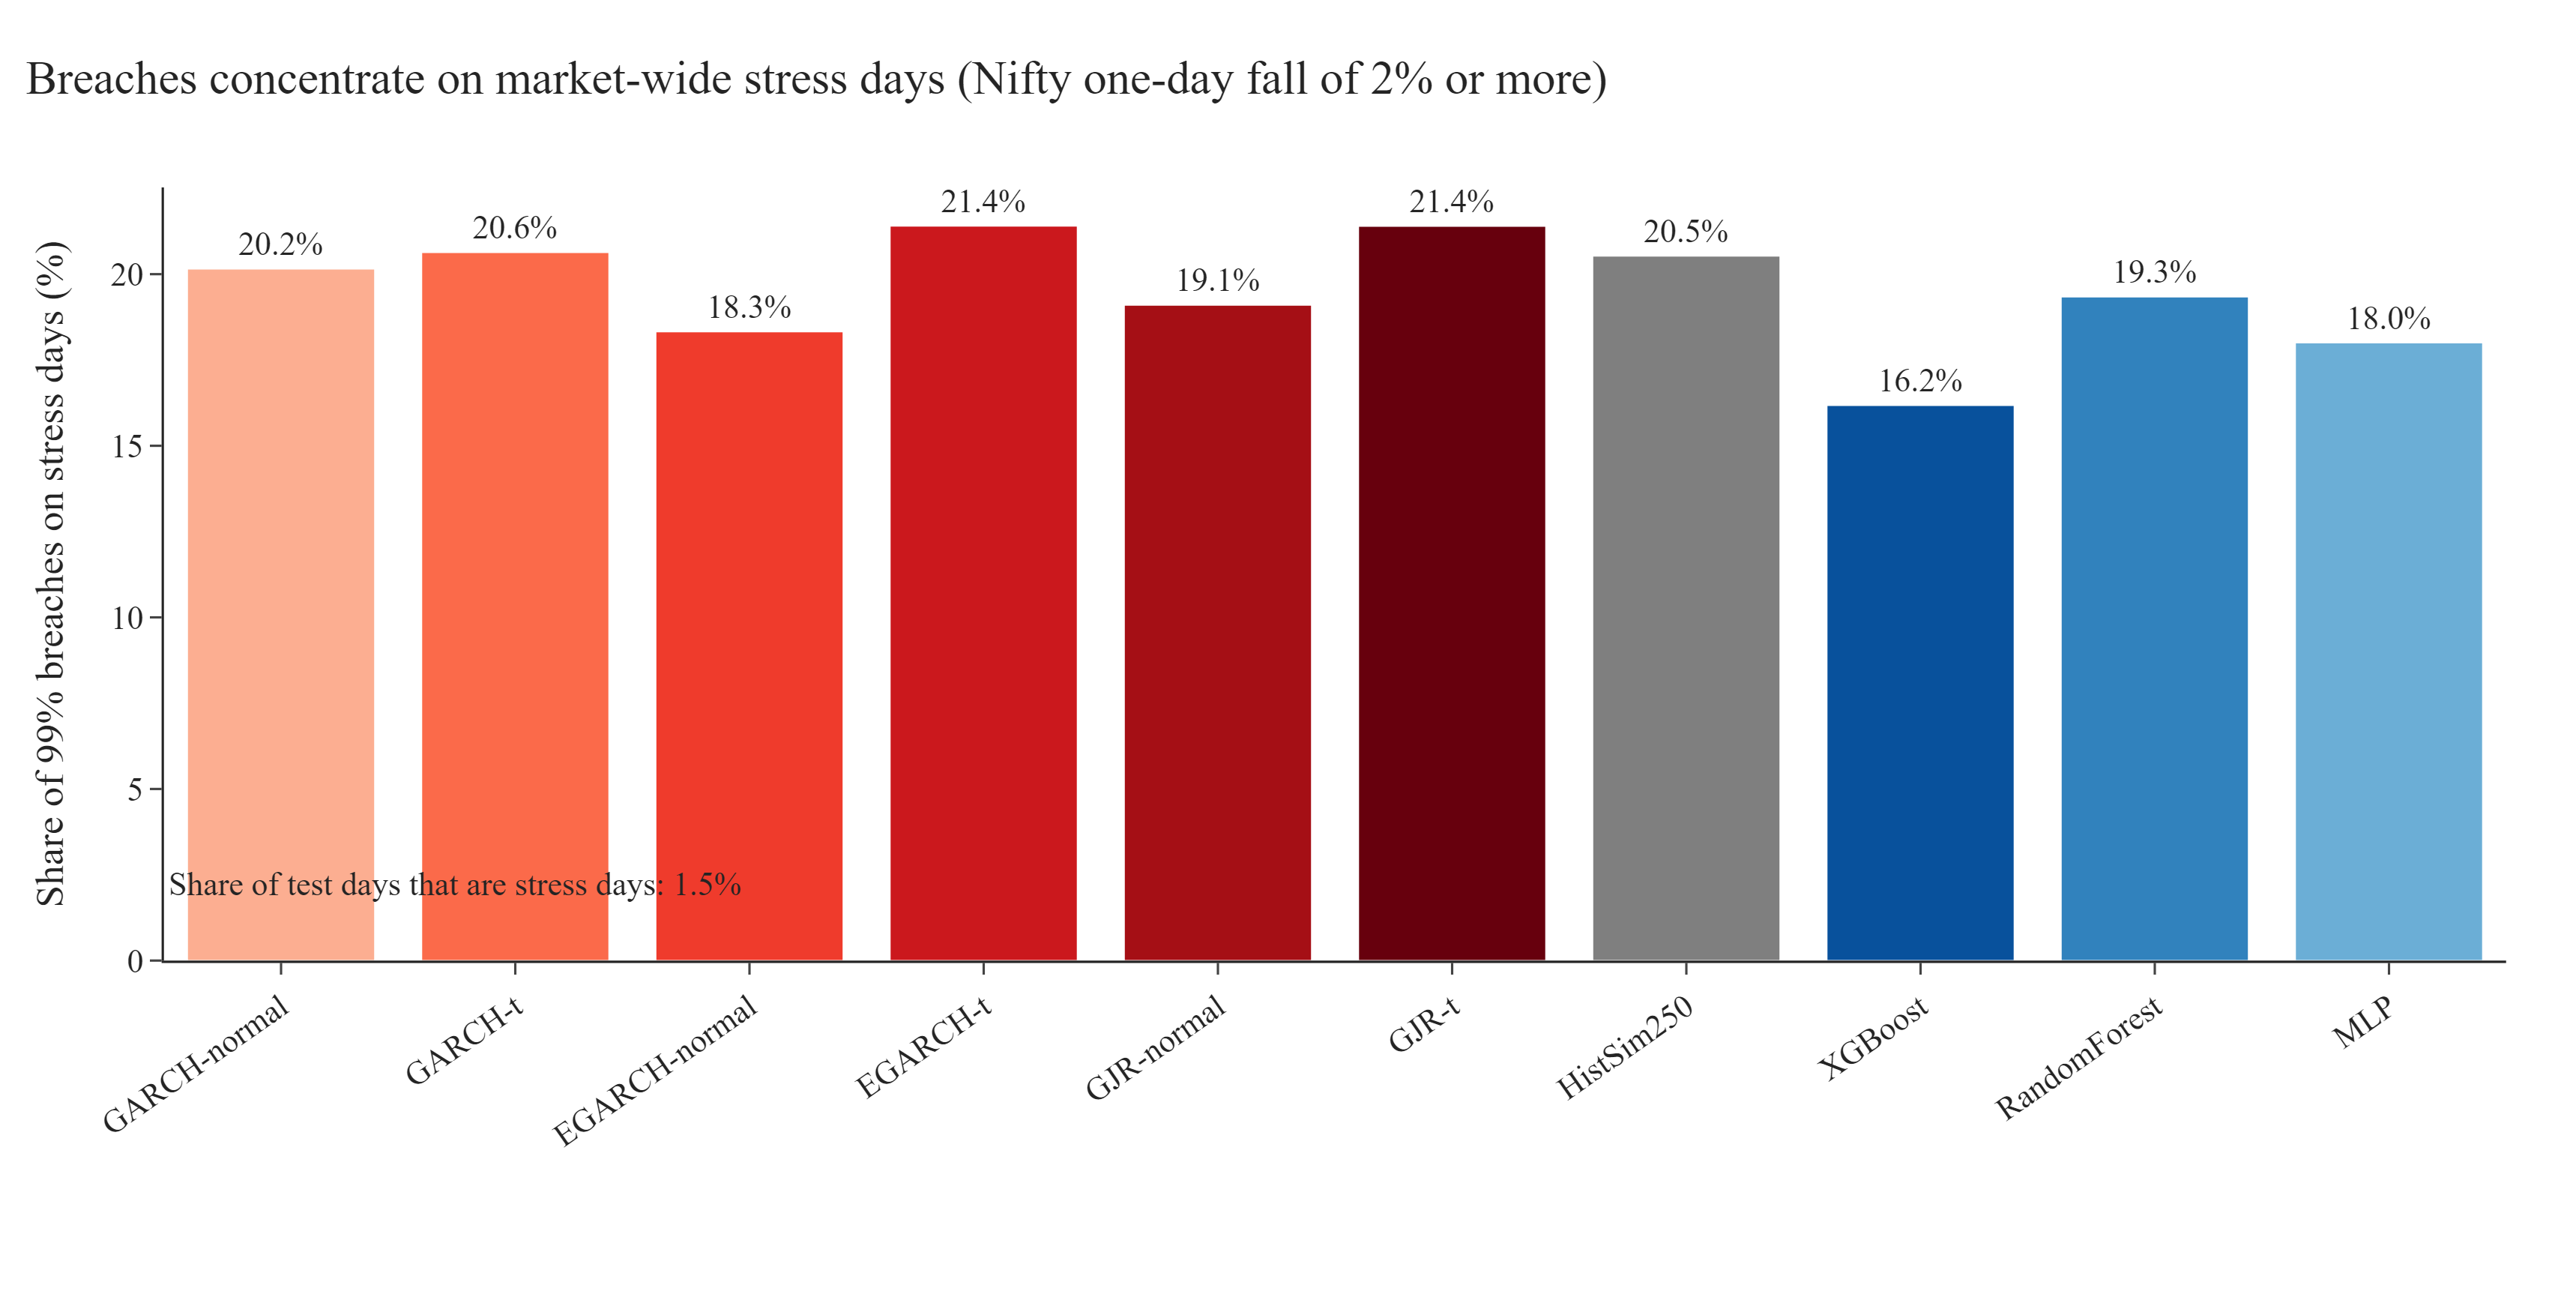 Breaches concentrate on market-wide stress days (Nifty one-day fall of 2% or more)
Share of 99% breaches on stress days (%)
20
15
10
5
0
20.2%
20.6%
18.3%
21.4%
19.1%
21.4%
20.5%
16.2%
19.3%
18.0%
Share of test days that are stress days: 1.5%
GARCH-normal
GARCH-t
EGARCH-normal
EGARCH-t
GJR-normal
GJR-t
HistSim250
XGBoost
RandomForest
MLP